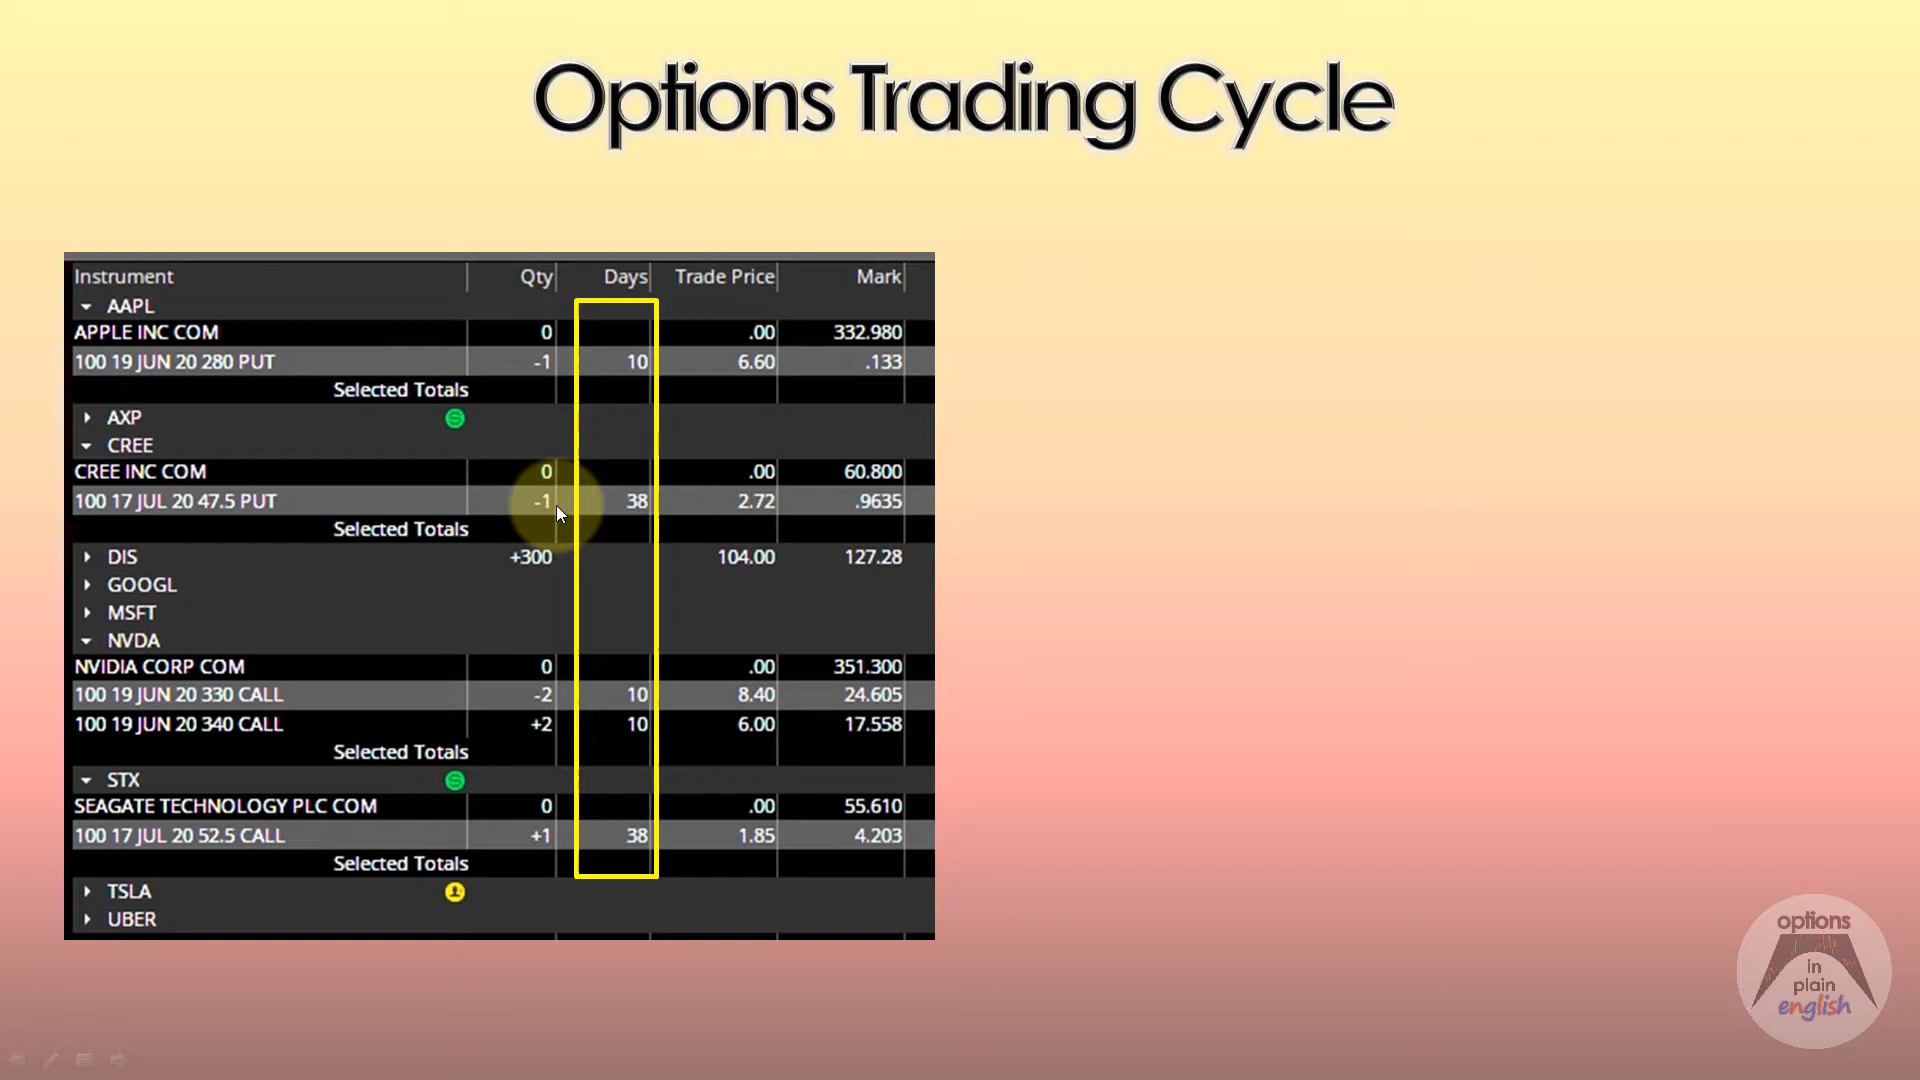 Options Trading Cycle
Instrument Qty Days Trade Price Mark
AAPL
APPLE INC COM 0 .00 332.980
100 19 JUN 20 280 PUT -1 10 6.60 .133
Selected Totals
AXP
CREE
CREE INC COM 0 .00 60.800
100 17 JUL 20 47.5 PUT -1 38 2.72 .9635
Selected Totals
DIS +300 104.00 127.28
GOOGL
MSFT
NVDA
NVIDIA CORP COM 0 .00 351.300
100 19 JUN 20 330 CALL -2 10 8.40 24.605
100 19 JUN 20 340 CALL +2 10 6.00 17.558
Selected Totals
STX
SEAGATE TECHNOLOGY PLC COM 0 .00 55.610
100 17 JUL 20 52.5 CALL +1 38 1.85 4.203
Selected Totals
TSLA
UBER
options
in
plain
english